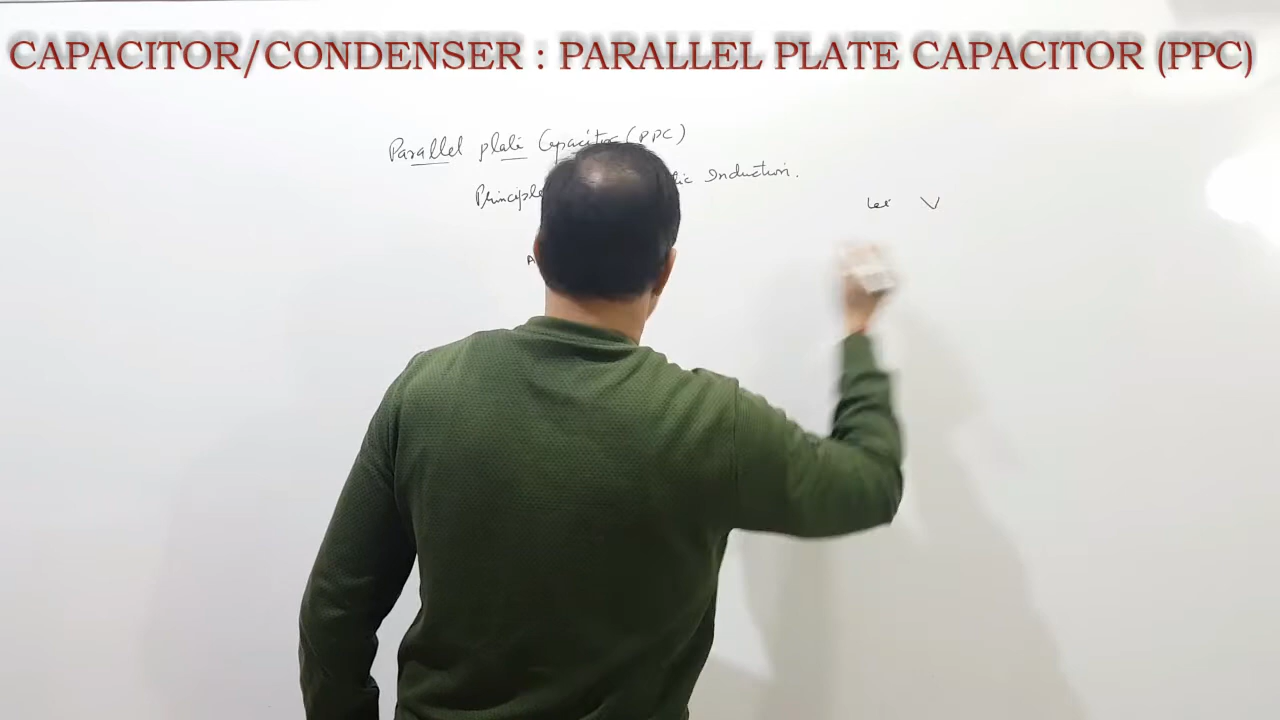 CAPACITOR/CONDENSER : PARALLEL PLATE CAPACITOR (PPC)
Parallel plate Capacitor (PPC)
Principle Induction.
Let V
A